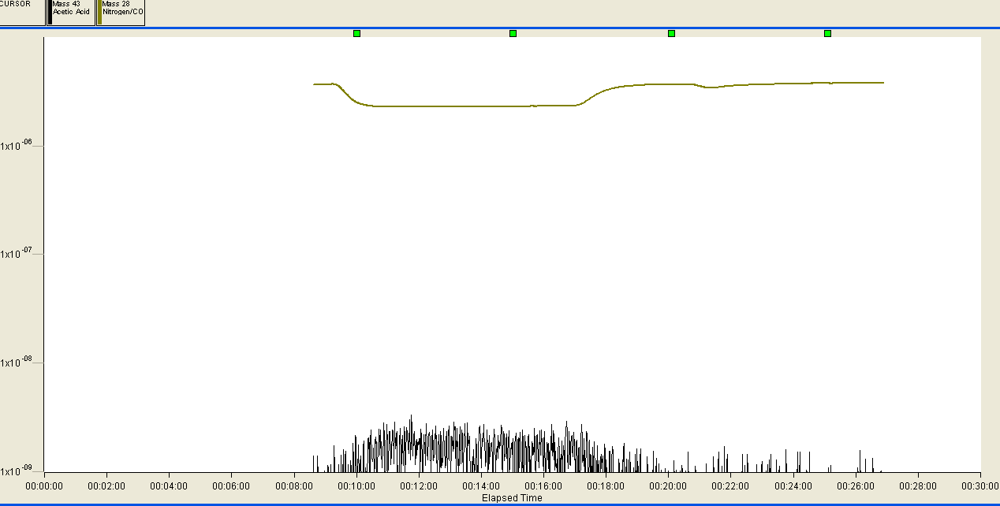 CURSOR
Mass 43
Acetic Acid
Mass 28
Nitrogen/CO
1x10 -06
1x10 -07
1x10 -08
1x10 -09
00:00:00 00:02:00 00:04:00 00:06:00 00:08:00 00:10:00 00:12:00 00:14:00 00:16:00 00:18:00 00:20:00 00:22:00 00:24:00 00:26:00 00:28:00 00:30:00
Elapsed Time